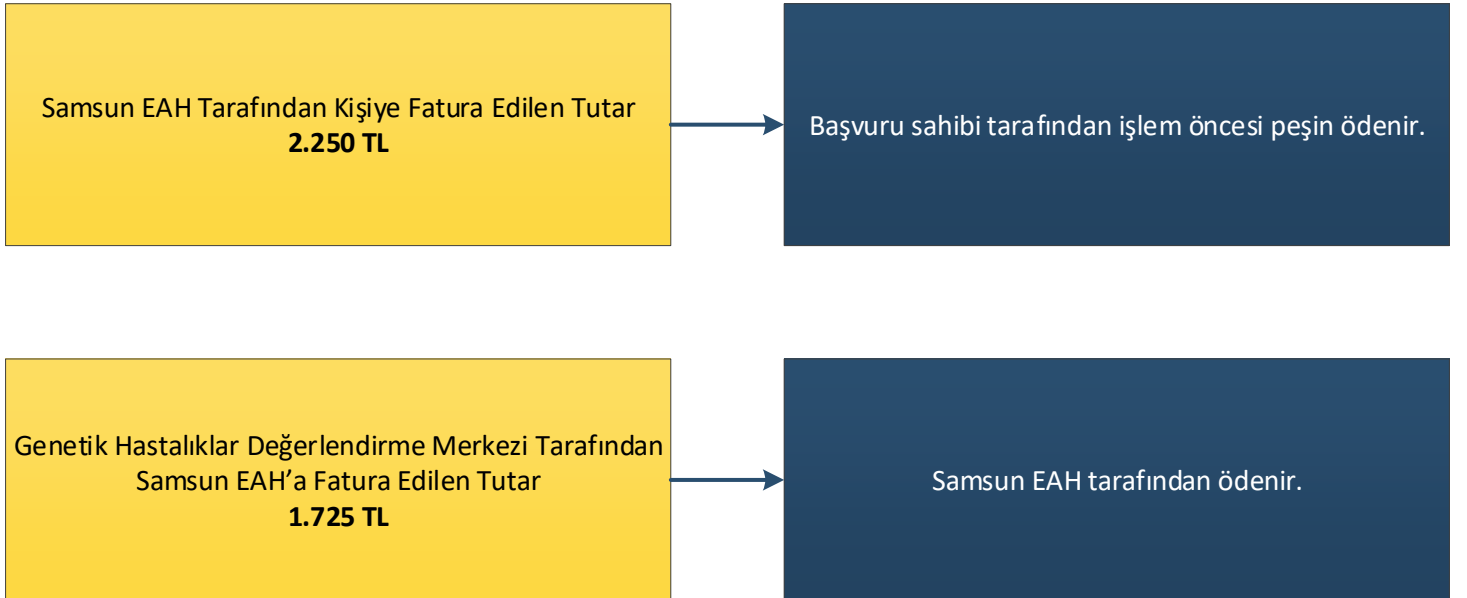 Samsun EAH Tarafından Kişiye Fatura Edilen Tutar
2.250 TL
Başvuru sahibi tarafından işlem öncesi peşin ödenir.
Genetik Hastalıklar Değerlendirme Merkezi Tarafından
Samsun EAH’a Fatura Edilen Tutar
1.725 TL
Samsun EAH tarafından ödenir.